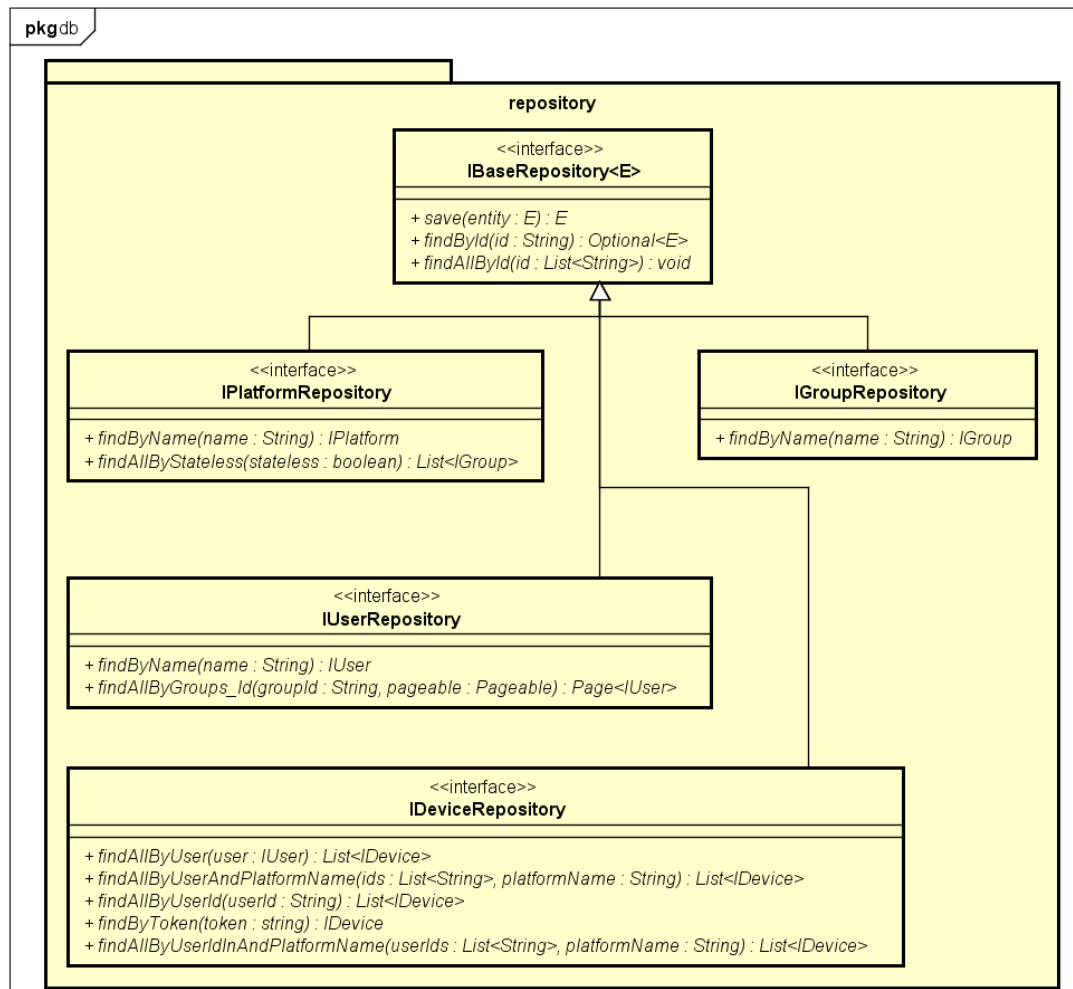 pkg db
repository
<<interface>>
IBaseRepository<E>
+ save(entity : E) : E
+ findById(id : String) : Optional<E>
+ findAllById(id : List<String>) : void
<<interface>>
IPlatformRepository
+ findByName(name : String) : IPlatform
+ findAllByStateless(stateless : boolean) : List<IGroup>
<<interface>>
IGroupRepository
+ findByName(name : String) : IGroup
<<interface>>
IUserRepository
+ findByName(name : String) : IUser
+ findAllByGroups_Id(groupId : String, pageable : Pageable) : Page<IUser>
<<interface>>
IDeviceRepository
+ findAllByUser(user : IUser) : List<IDevice>
+ findAllByUserAndPlatformName(ids : List<String>, platformName : String) : List<IDevice>
+ findAllByUserId(userId : String) : List<IDevice>
+ findByToken(token : string) : IDevice
+ findAllByUserIdInAndPlatformName(userIds : List<String>, platformName : String) : List<IDevice>